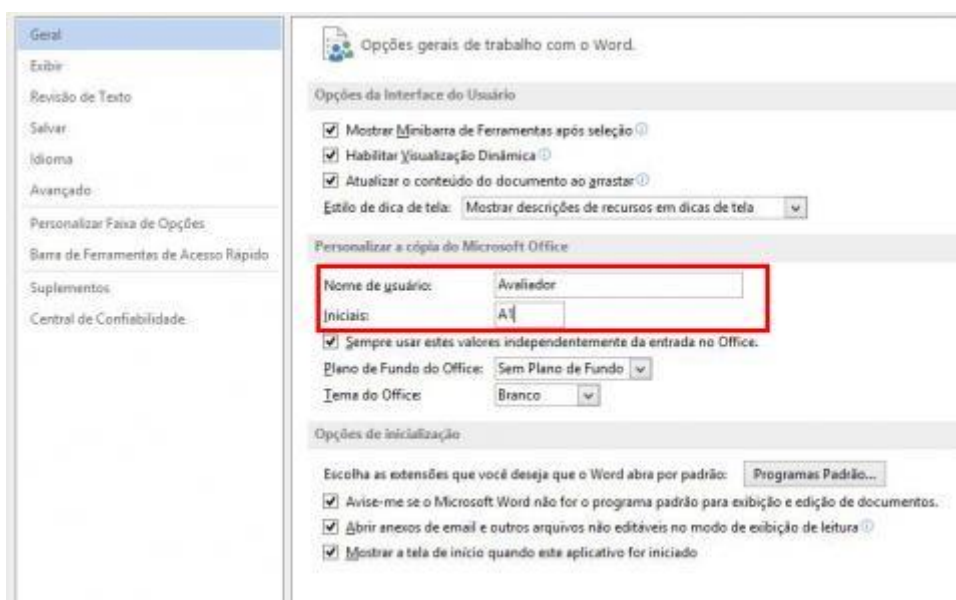 Geral
Exibir
Revisão de Texto
Salvar
Idioma
Avançado
Personalizar Faixa de Opções
Barra de Ferramentas de Acesso Rápido
Suplementos
Central de Confiabilidade
Opções gerais de trabalho com o Word.
Opções da Interface do Usuário
Mostrar Minibarra de Ferramentas após seleção
Habilitar Visualização Dinâmica
Atualizar o conteúdo do documento ao arrastar
Estilo de dica de tela: Mostrar descrições de recursos em dicas de tela
Personalizar a cópia do Microsoft Office
Nome de usuário: Avaliador
Iniciais: A1
Sempre usar estes valores independentemente da entrada no Office.
Plano de Fundo do Office: Sem Plano de Fundo
Tema do Office: Branco
Opções de inicialização
Escolha as extensões que você deseja que o Word abra por padrão: Programas Padrão...
Avise-me se o Microsoft Word não for o programa padrão para exibição e edição de documentos.
Abrir anexos de email e outros arquivos não editáveis no modo de exibição de leitura
Mostrar a tela de início quando este aplicativo for iniciado